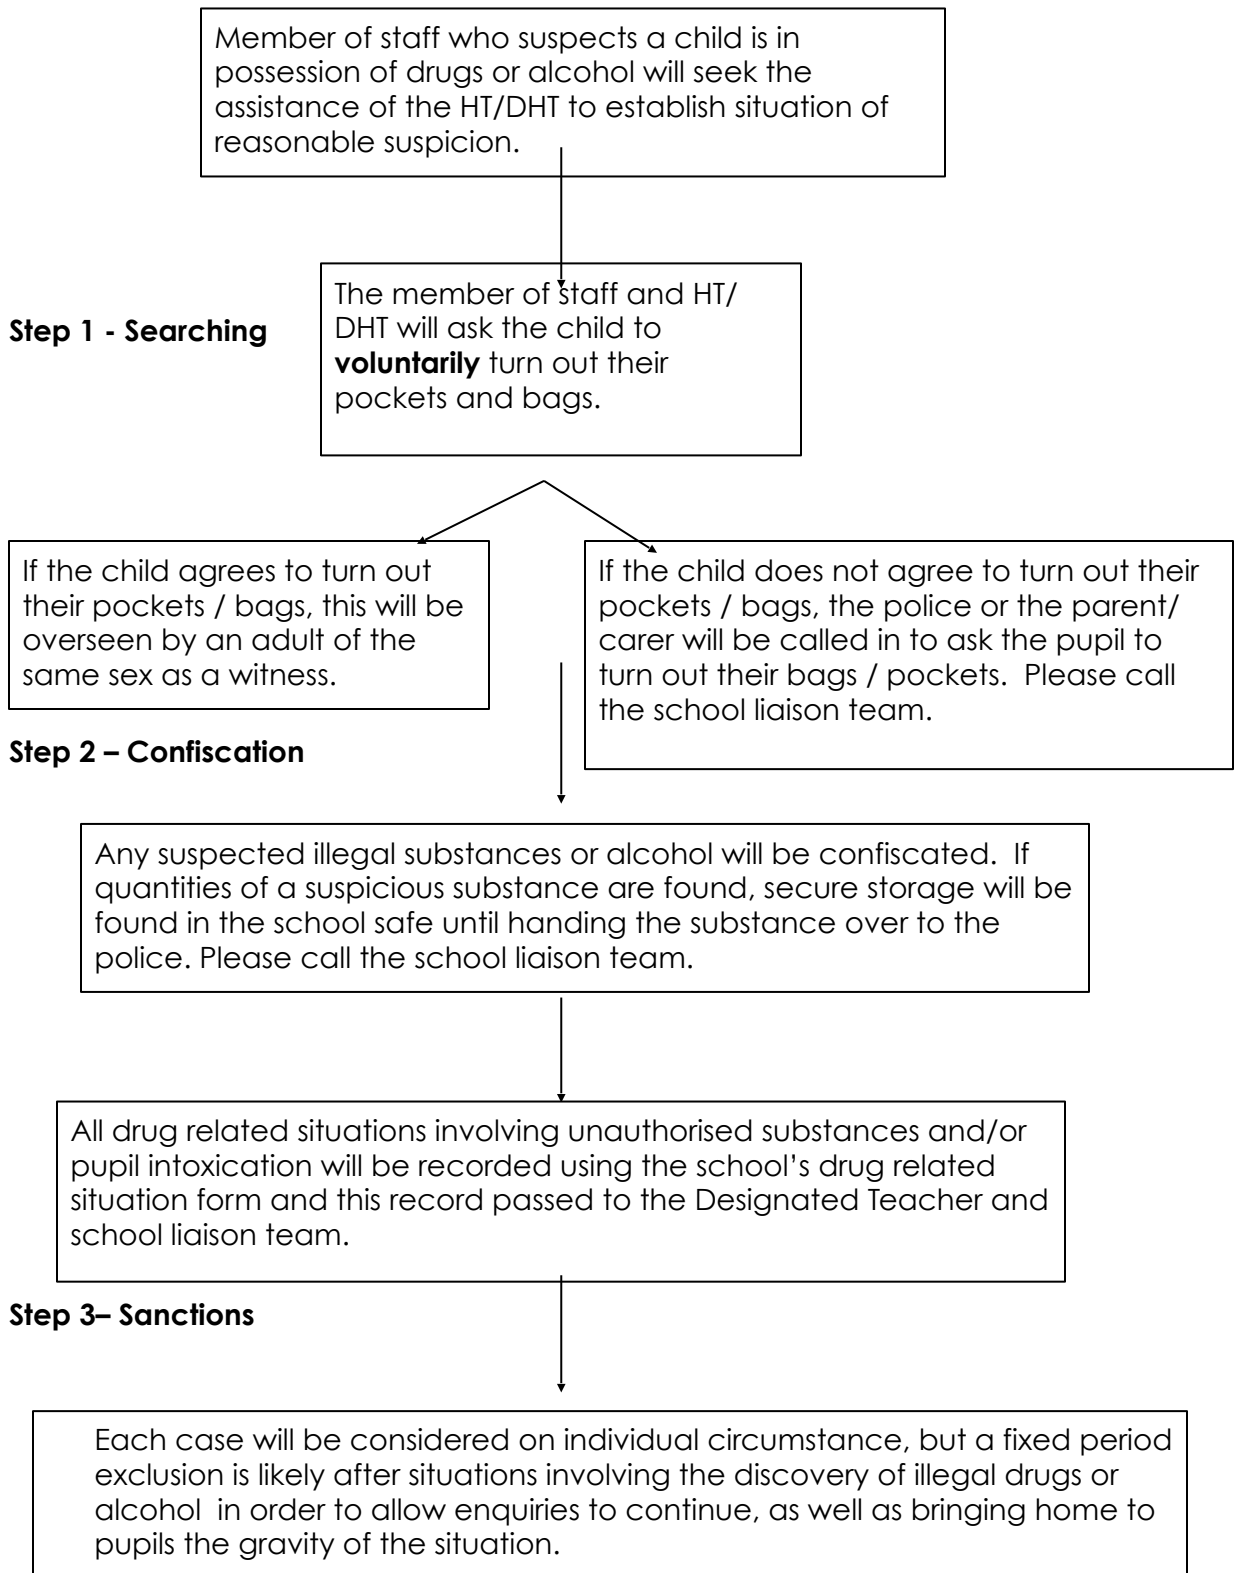 Member of staff who suspects a child is in
possession of drugs or alcohol will seek the
assistance of the HT/DHT to establish situation of
reasonable suspicion.
Step 1 - Searching
The member of staff and HT/
DHT will ask the child to
voluntarily turn out their
pockets and bags.
If the child agrees to turn out
their pockets / bags, this will be
overseen by an adult of the
same sex as a witness.
If the child does not agree to turn out their
pockets / bags, the police or the parent/
carer will be called in to ask the pupil to
turn out their bags / pockets.  Please call
the school liaison team.
Step 2 – Confiscation
Any suspected illegal substances or alcohol will be confiscated.  If
quantities of a suspicious substance are found, secure storage will be
found in the school safe until handing the substance over to the
police. Please call the school liaison team.
All drug related situations involving unauthorised substances and/or
pupil intoxication will be recorded using the school’s drug related
situation form and this record passed to the Designated Teacher and
school liaison team.
Step 3– Sanctions
Each case will be considered on individual circumstance, but a fixed period
exclusion is likely after situations involving the discovery of illegal drugs or
alcohol  in order to allow enquiries to continue, as well as bringing home to
pupils the gravity of the situation.